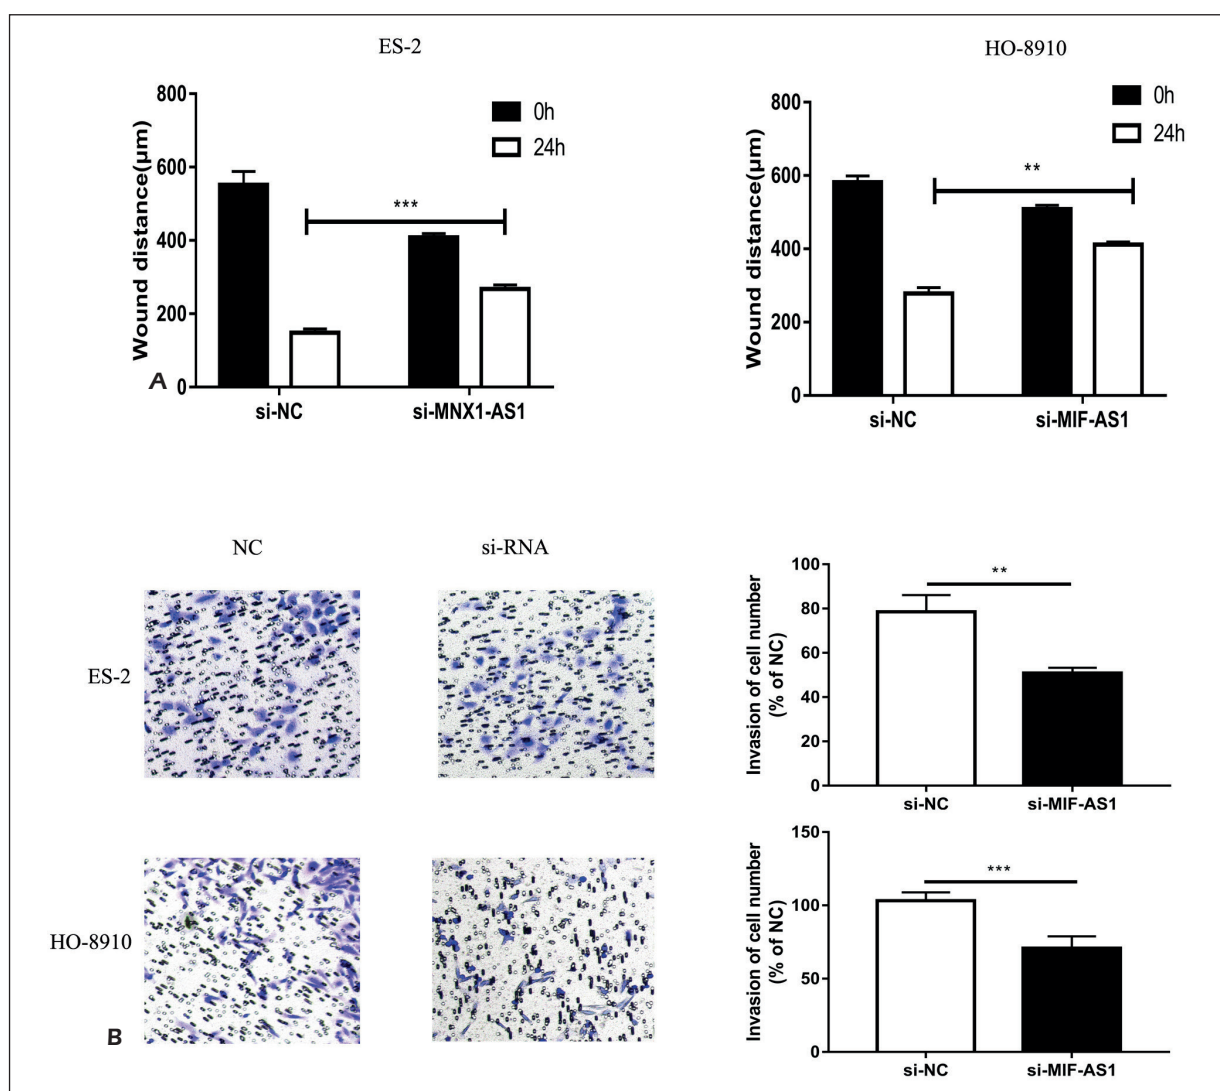 ES-2
HO-8910
Wound distance(μm)
800
600
400
200
0
0h
24h
***
si-NC
si-MNX1-AS1
A
Wound distance(μm)
800
600
400
200
0
0h
24h
**
si-NC
si-MIF-AS1
NC
si-RNA
ES-2
HO-8910
B
Invasion of cell number
(% of NC)
100
80
60
40
20
0
**
si-NC
si-MIF-AS1
Invasion of cell number
(% of NC)
150
100
50
0
***
si-NC
si-MIF-AS1